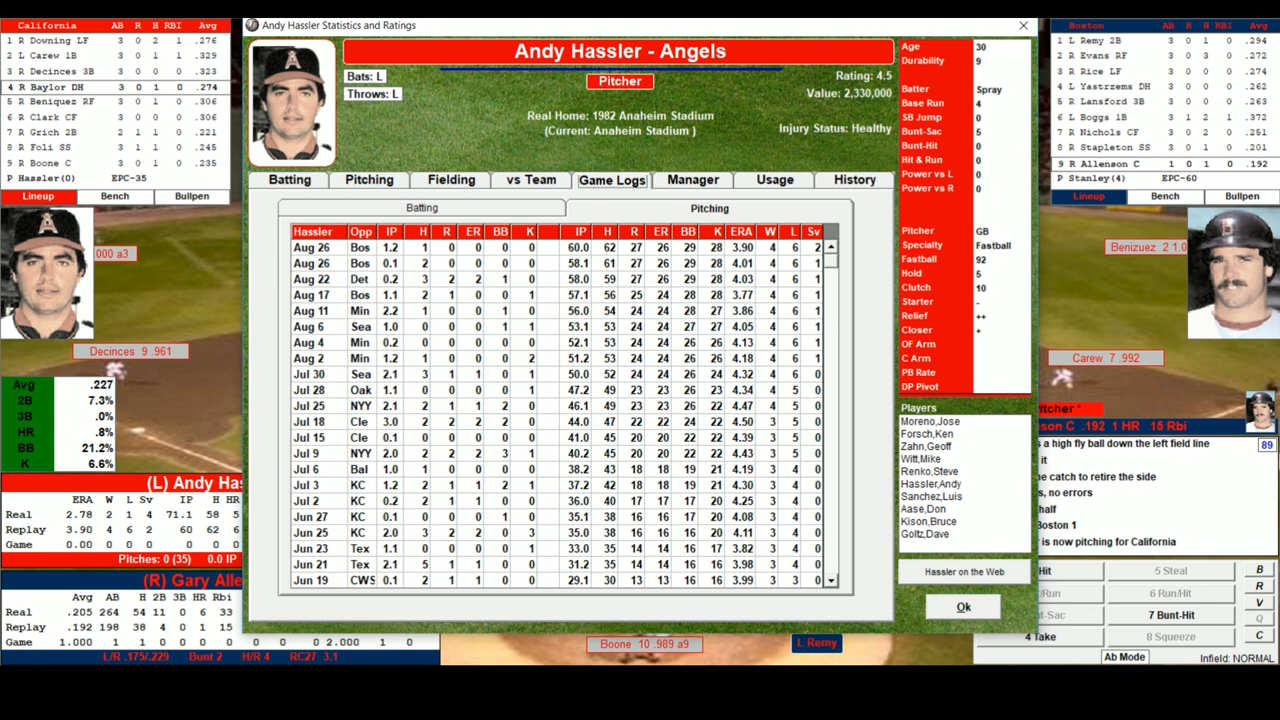 Andy Hassler Statistics and Ratings
California AB R H RBI Avg
1 R Downing LF 3 0 2 1 .276
2 L Carew 1B 3 0 1 1 .329
3 R Decinces 3B 3 0 0 0 .323
4 R Baylor DH 3 0 1 0 .274
5 R Beniquez RF 3 1 1 0 .306
6 R Clark CF 3 0 1 0 .306
7 R Grich 2B 2 1 1 0 .221
8 R Foli SS 3 1 1 0 .245
9 R Boone C 3 0 1 0 .235
P Hassler(0) EPC-35
Lineup Bench Bullpen
000 a3
Decinces 9 .961
Avg .227
2B 7.3%
3B .0%
HR .8%
BB 21.2%
K 6.6%
(L) Andy Has
ERA W L Sv IP H HR
Real 2.78 2 1 4 71.1 58 5
Replay 3.90 4 6 2 60 62 6
Game 0.00 0 0 0 0.0 0 0
Pitches: 0 (35) 0.0 IP
(R) Gary Alle
Avg AB H 2B 3B HR Rbi
Real .205 264 54 11 0 6 33
Replay .192 198 38 4 0 1 15
Game 1.000 1 1 0 0 0 0 0 0 0 0 2.000 1 0
L/R .175/.229 Bunt 2 H/R 4 RC27 3.1
Andy Hassler - Angels
Bats: L
Throws: L
Pitcher
Rating: 4.5
Value: 2,330,000
Real Home: 1982 Anaheim Stadium
(Current: Anaheim Stadium )
Injury Status: Healthy
Batting Pitching Fielding vs Team Game Logs Manager Usage History
Batting Pitching
Hassler Opp IP H R ER BB K IP H R ER BB K ERA W L Sv
Aug 26 Bos 1.2 1 0 0 0 0 60.0 62 27 26 29 28 3.90 4 6 2
Aug 26 Bos 0.1 2 0 0 0 0 58.1 61 27 26 29 28 4.01 4 6 1
Aug 22 Det 0.2 3 2 2 1 0 58.0 59 27 26 29 28 4.03 4 6 1
Aug 17 Bos 1.1 2 1 0 0 1 57.1 56 25 24 28 28 3.77 4 6 1
Aug 11 Min 2.2 1 0 0 1 0 56.0 54 24 24 28 27 3.86 4 6 1
Aug 6 Sea 1.0 0 0 0 1 1 53.1 53 24 24 27 27 4.05 4 6 1
Aug 4 Min 0.2 0 0 0 0 0 52.1 53 24 24 26 26 4.13 4 6 1
Aug 2 Min 1.2 1 0 0 0 2 51.2 53 24 24 26 26 4.18 4 6 1
Jul 30 Sea 2.1 3 1 1 0 1 50.0 52 24 24 26 24 4.32 4 6 0
Jul 28 Oak 1.1 0 0 0 0 0 47.2 49 23 23 26 23 4.34 4 5 0
Jul 25 NYY 2.1 2 1 1 2 0 46.1 49 23 23 26 23 4.47 4 5 0
Jul 18 Cle 3.0 2 2 2 2 0 44.0 47 22 22 24 23 4.50 3 5 0
Jul 15 Cle 0.1 0 0 0 0 0 41.0 45 20 20 22 23 4.39 3 5 0
Jul 9 NYY 2.0 2 2 2 3 1 40.2 45 20 20 22 23 4.43 3 5 0
Jul 6 Bal 1.0 1 0 0 0 0 38.2 43 18 18 19 21 4.19 3 4 0
Jul 3 KC 1.2 2 1 1 2 1 37.2 42 18 18 19 21 4.30 3 4 0
Jul 2 KC 0.2 2 1 1 0 0 36.0 40 17 17 17 20 4.25 3 4 0
Jun 27 KC 0.1 0 0 0 1 0 35.1 38 16 16 17 20 4.08 3 4 0
Jun 25 KC 2.0 3 2 2 0 3 35.0 38 16 16 16 20 4.11 3 4 0
Jun 23 Tex 1.1 0 0 0 0 1 33.0 35 14 14 16 17 3.82 3 4 0
Jun 21 Tex 2.1 5 1 1 0 0 31.2 35 14 14 16 16 3.98 3 4 0
Jun 19 CWS 0.1 2 1 1 0 0 29.1 30 13 13 16 16 3.99 3 3 0
Age 30
Durability 9
Batter Spray
Base Run 4
SB Jump 0
Bunt-Sac 5
Bunt-Hit 0
Hit & Run 0
Power vs L 0
Power vs R 0
Pitcher GB
Specialty Fastball
Fastball 92
Hold 5
Clutch 10
Starter -
Relief ++
Closer +
OF Arm
C Arm
PB Rate
DP Pivot
Players
Moreno,Jose
Forsch,Ken
Zahn,Geoff
Witt,Mike
Renko,Steve
Hassler,Andy
Sanchez,Luis
Aase,Don
Kison,Bruce
Goltz,Dave
Hassler on the Web
Ok
Boston AB R H RBI Avg
1 L Remy 2B 3 0 1 0 .294
2 R Evans RF 3 0 3 0 .272
3 R Rice LF 3 0 0 0 .274
4 L Yastrzems DH 3 0 0 0 .262
5 R Lansford 3B 3 0 0 0 .263
6 L Boggs 1B 3 1 2 1 .372
7 R Nichols CF 3 0 2 0 .251
8 R Stapleton SS 3 0 1 0 .201
9 R Allenson C 1 0 1 0 .192
P Stanley(4) EPC-60
Lineup Bench Bullpen
Benizuez 2 1.0
Carew 7 .992
itcher *
son C .192 1 HR 15 Rbi
s a high fly ball down the left field line
it
e catch to retire the side
s, no errors
half
Boston 1
r is now pitching for California
89
Hit 5 Steal B
/Run 6 Run/Hit R
nt-Sac 7 Bunt-Hit V
4 Take 8 Squeeze Q
C
Ab Mode Infield: NORMAL
Boone 10 .989 a9
L Remy